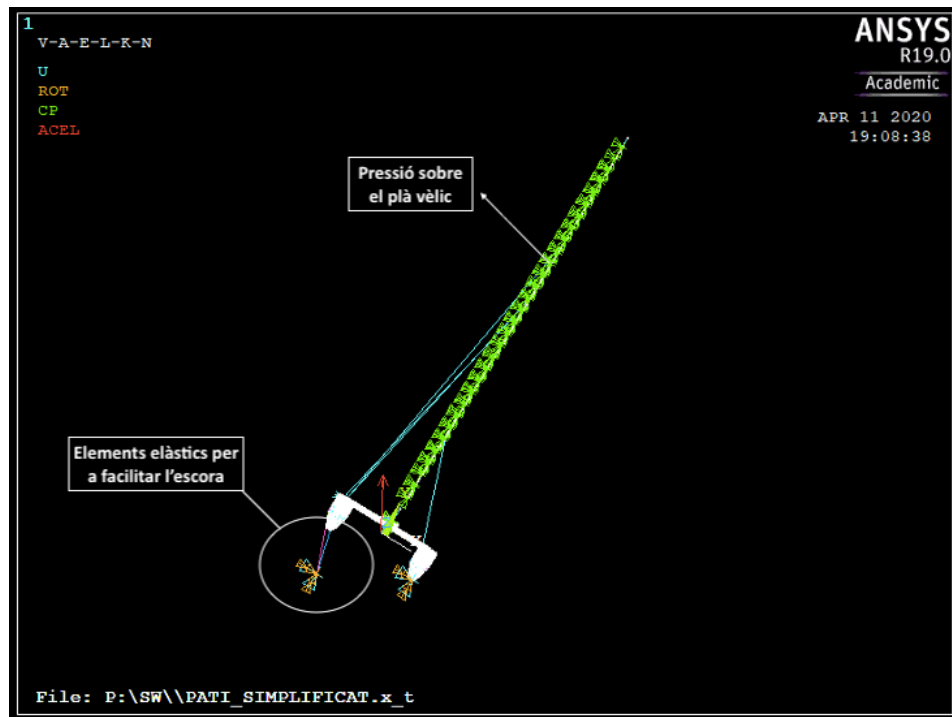 1
V-A-E-L-K-N
U
ROT
CP
ACEL
ANSYS
R19.0
Academic
APR 11 2020
19:08:38
Pressió sobre
el plà vèlic
Elements elàstics per
a facilitar l'escora
File: P:\SW\\PATI_SIMPLIFICAT.x_t